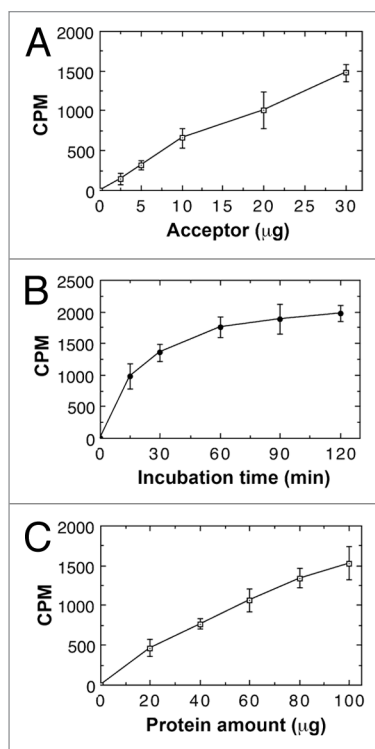 A
2000
1500
1000
500
0
CPM
0 5 10 15 20 25 30
Acceptor (μg)
B
2500
2000
1500
1000
500
0
CPM
0 30 60 90 120
Incubation time (min)
C
2000
1500
1000
500
0
CPM
0 20 40 60 80 100
Protein amount (μg)